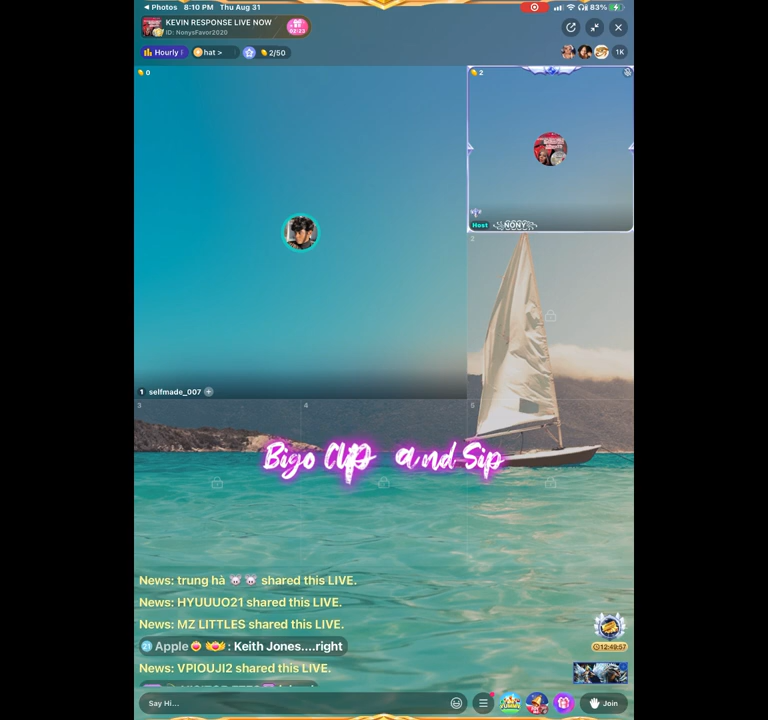 Photos 8:10 PM Thu Aug 31 83%
KEVIN RESPONSE LIVE NOW
ID: NonysFavor2020
02:23
Hourly
hat >
2/50
1K
0
2
Host NONY
2
1 selfmade_007 +
3
4
5
Bigo Clip and Sip
News: trung hà shared this LIVE.
News: HYUUUO21 shared this LIVE.
News: MZ LITTLES shared this LIVE.
21 Apple : Keith Jones....right
News: VPIOUJI2 shared this LIVE.
12:49:57
Say Hi...
Join